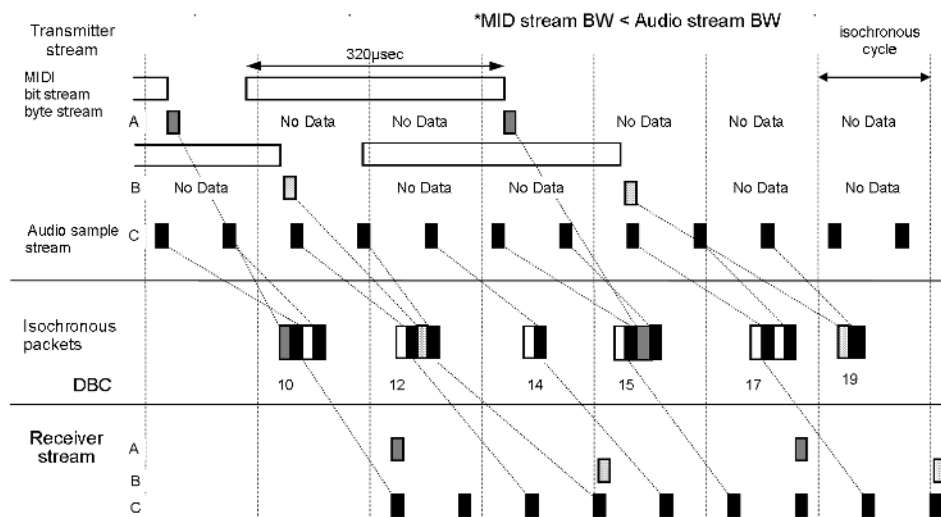 *MID stream BW < Audio stream BW
Transmitter
stream
isochronous
cycle
320μsec
MIDI
bit stream
byte stream
A
No Data
No Data
No Data
No Data
No Data
B
No Data
No Data
No Data
No Data
No Data
Audio sample
stream
C
Isochronous
packets
DBC
10
12
14
15
17
19
Receiver
stream
A
B
C